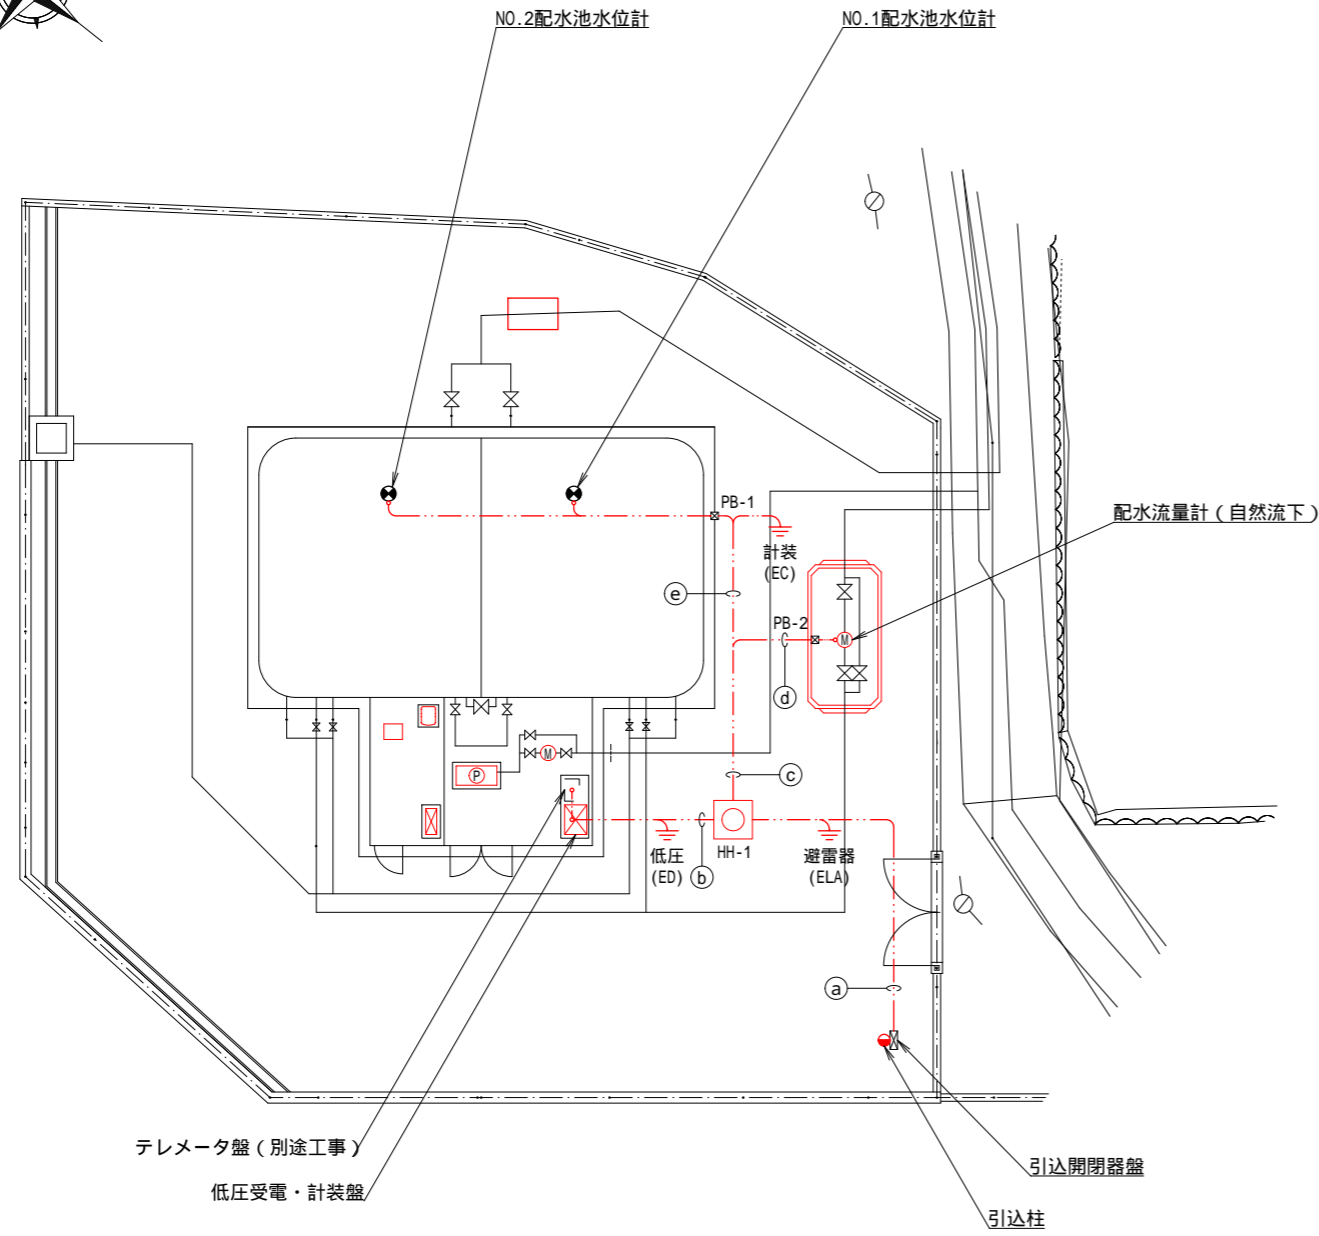 NO.2配水池水位計
NO.1配水池水位計
PB-1
配水流量計(自然流下)
計装
(EC)
e
PB-2
M
d
M
P
c
低圧
(ED)
b
HH-1
避雷器
(ELA)
a
テレメータ盤(別途工事)
低圧受電・計装盤
引込開閉器盤
引込柱